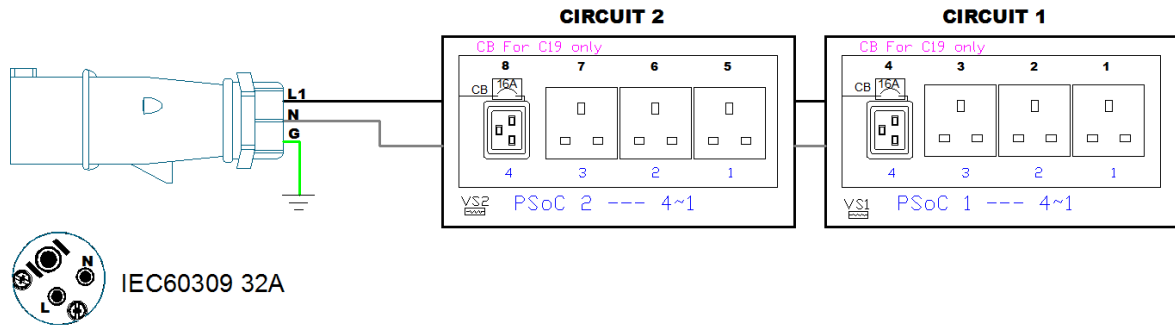 CIRCUIT 2
CIRCUIT 1
CB For C19 only
CB For C19 only
8 7 6 5
4 3 2 1
CB 16A
CB 16A
L1
N
G
4 3 2 1
4 3 2 1
VS2 PSoC 2 --- 4~1
VS1 PSoC 1 --- 4~1
N
L
IEC60309 32A